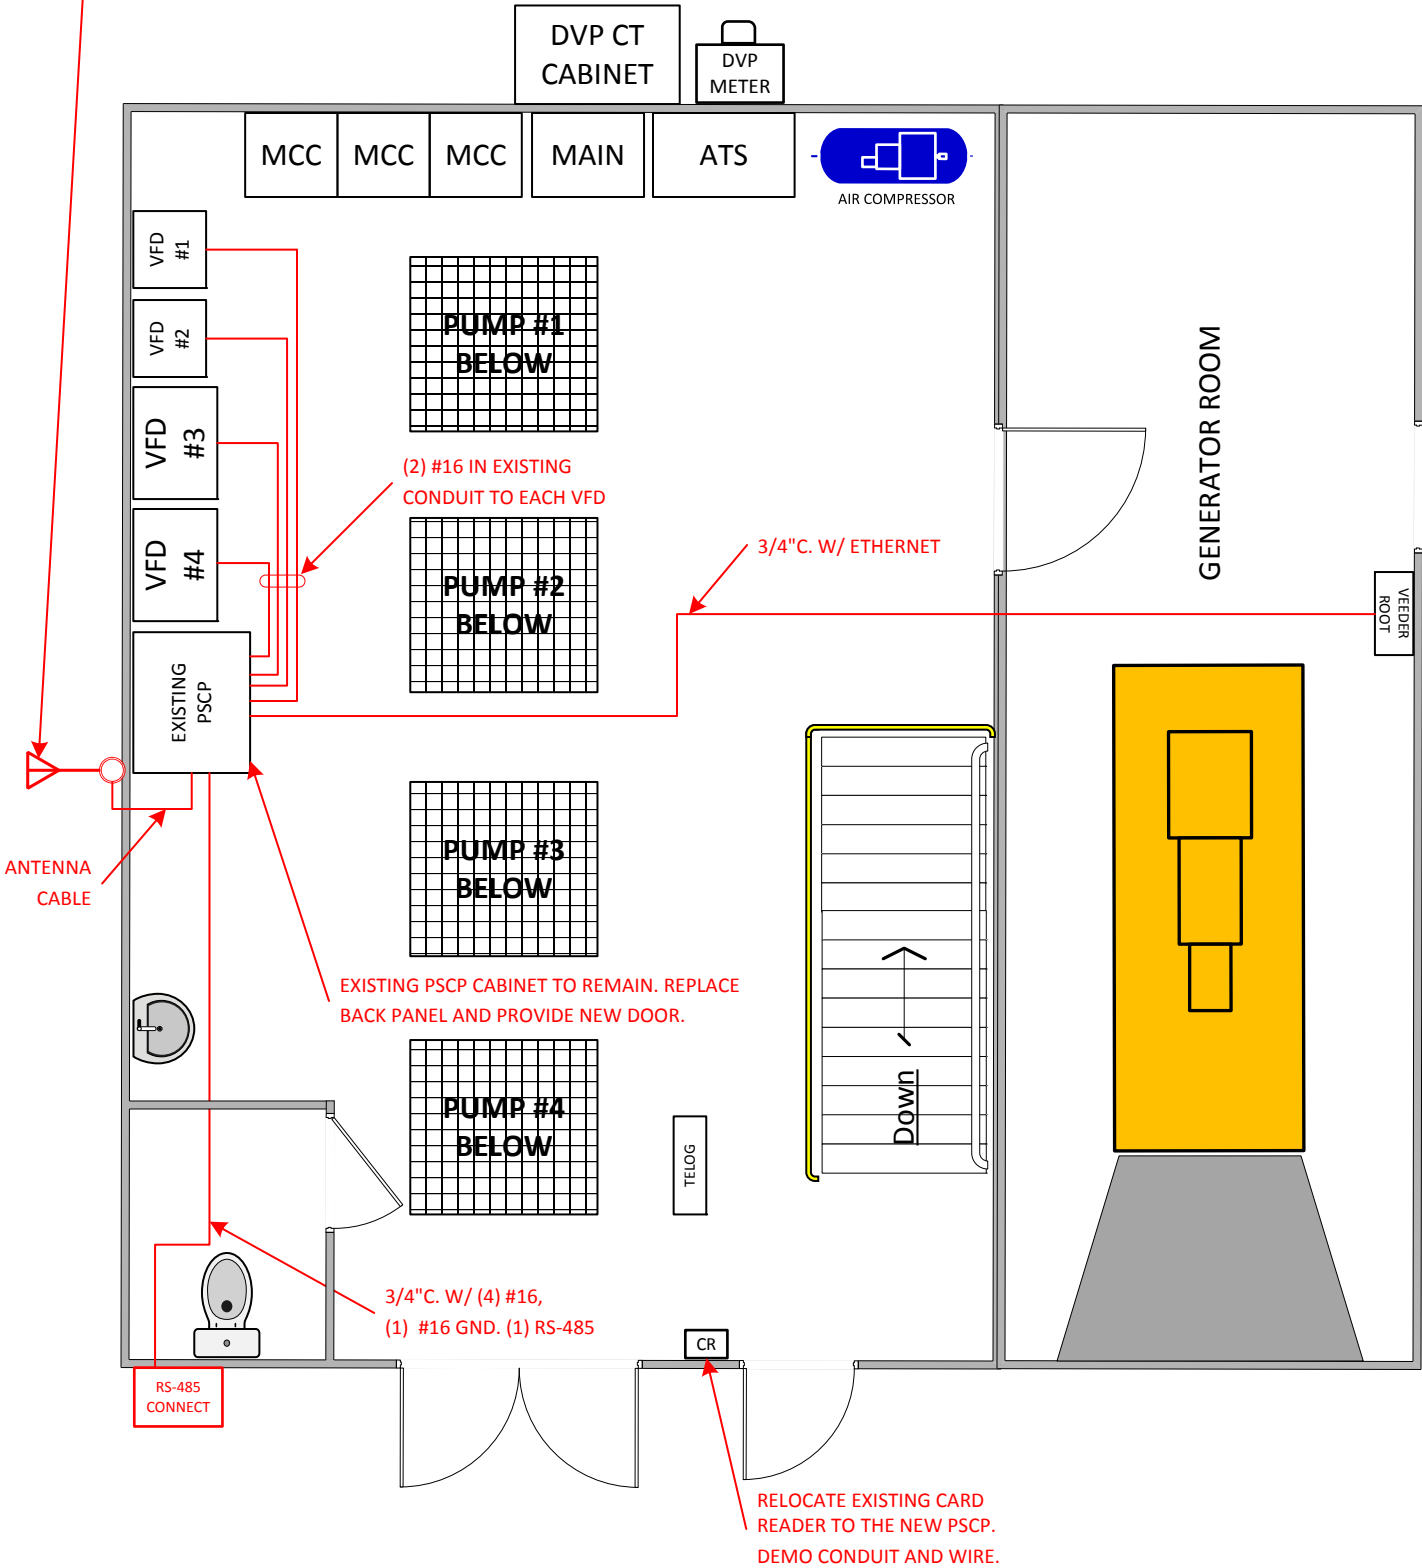 DVP CT
CABINET
DVP
METER
MCC
MCC
MCC
MAIN
ATS
AIR COMPRESSOR
VFD
#1
VFD
#2
VFD
#3
VFD
#4
PUMP #1
BELOW
(2) #16 IN EXISTING
CONDUIT TO EACH VFD
PUMP #2
BELOW
3/4"C. W/ ETHERNET
GENERATOR ROOM
VEEDER
ROOT
EXISTING
PSCP
ANTENNA
CABLE
PUMP #3
BELOW
EXISTING PSCP CABINET TO REMAIN. REPLACE
BACK PANEL AND PROVIDE NEW DOOR.
Down
PUMP #4
BELOW
TELOG
3/4"C. W/ (4) #16,
(1) #16 GND. (1) RS-485
CR
RS-485
CONNECT
RELOCATE EXISTING CARD
READER TO THE NEW PSCP.
DEMO CONDUIT AND WIRE.